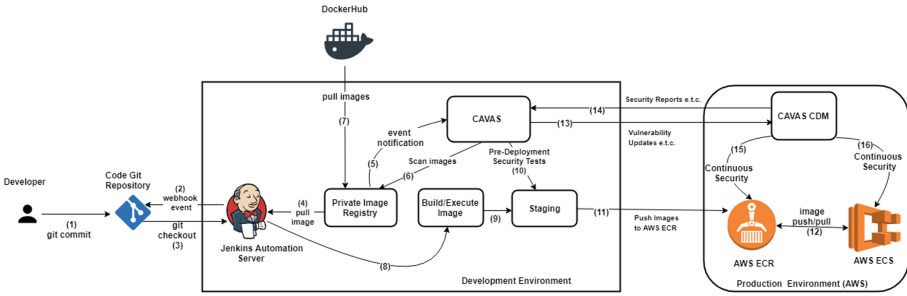 DockerHub
pull images
(7)
CAVAS
event
notification
(5)
Scan images
(6)
Pre-Deployment
Security Tests
(10)
(14)
Security Reports e.t.c.
(13)
Vulnerability
Updates e.t.c.
CAVAS CDM
(15)
Continuous
Security
(16)
Continuous
Security
Developer
(1)
git commit
Code Git
Repository
(2)
webhook
event
git
checkout
(3)
Jenkins Automation
Server
(4)
pull
image
Private Image
Registry
Build/Execute
Image
(8)
(9)
Staging
(11)
Push Images
to AWS ECR
AWS ECR
image
push/pull
(12)
AWS ECS
Development Environment
Production Environment (AWS)